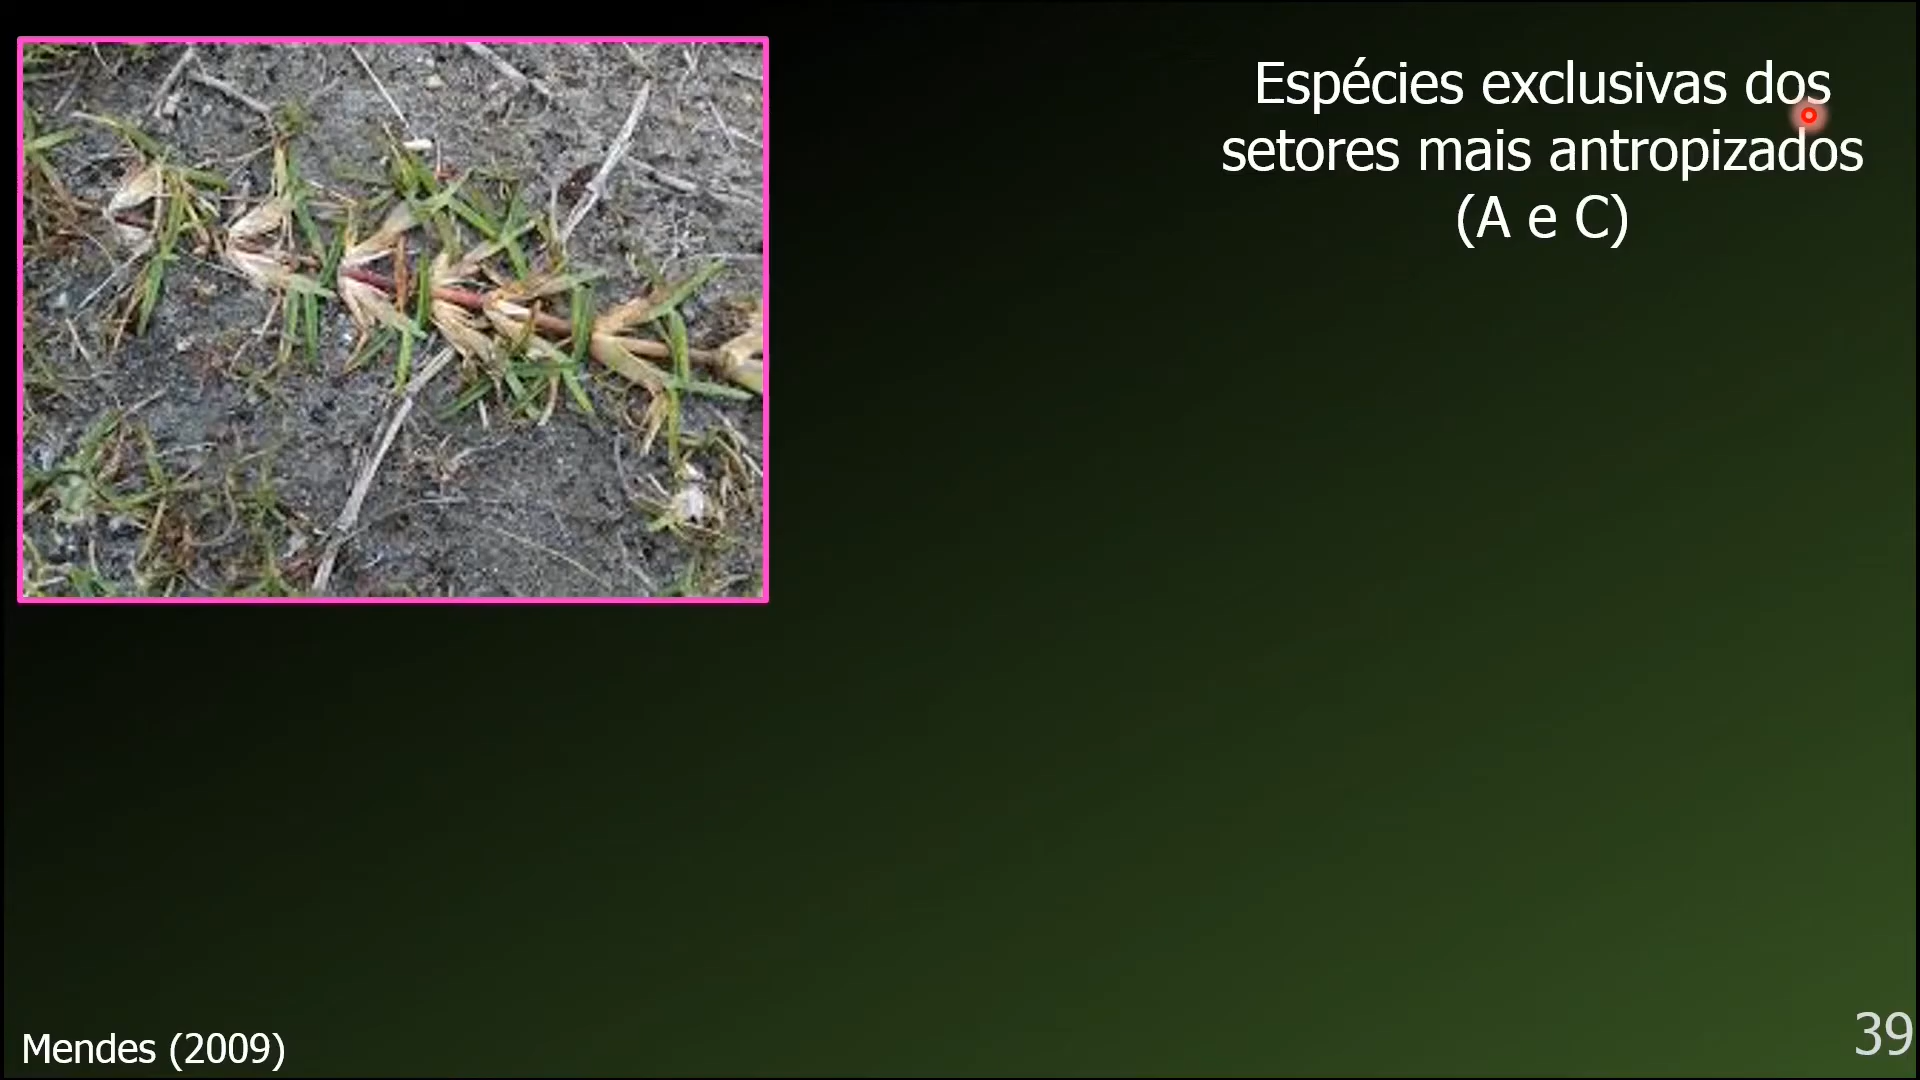 Espécies exclusivas dos
setores mais antropizados
(A e C)
Mendes (2009)
39